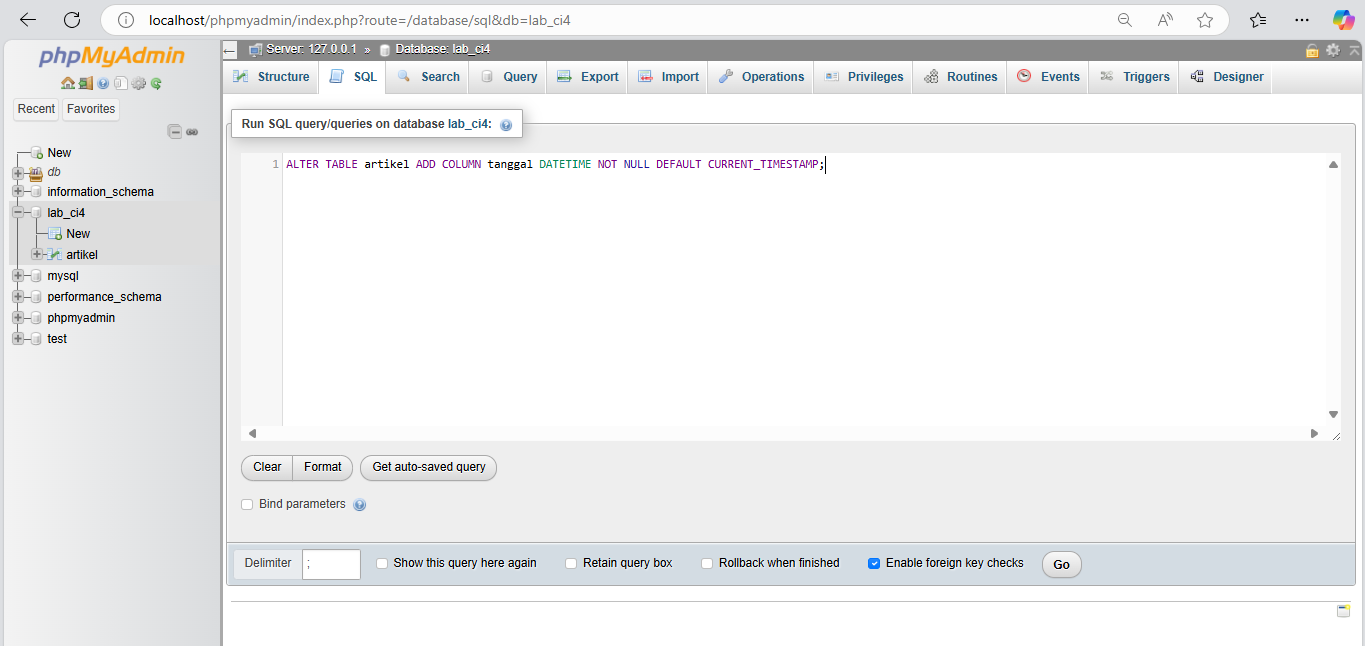 localhost/phpmyadmin/index.php?route=/database/sql&db=lab_ci4
phpMyAdmin
Recent Favorites
New
db
information_schema
lab_ci4
New
artikel
mysql
performance_schema
phpmyadmin
test
Server: 127.0.0.1 » Database: lab_ci4
Structure SQL Search Query Export Import Operations Privileges Routines Events Triggers Designer
Run SQL query/queries on database lab_ci4:
1 ALTER TABLE artikel ADD COLUMN tanggal DATETIME NOT NULL DEFAULT CURRENT_TIMESTAMP;
Clear Format Get auto-saved query
Bind parameters
Delimiter ; Show this query here again Retain query box Rollback when finished Enable foreign key checks Go